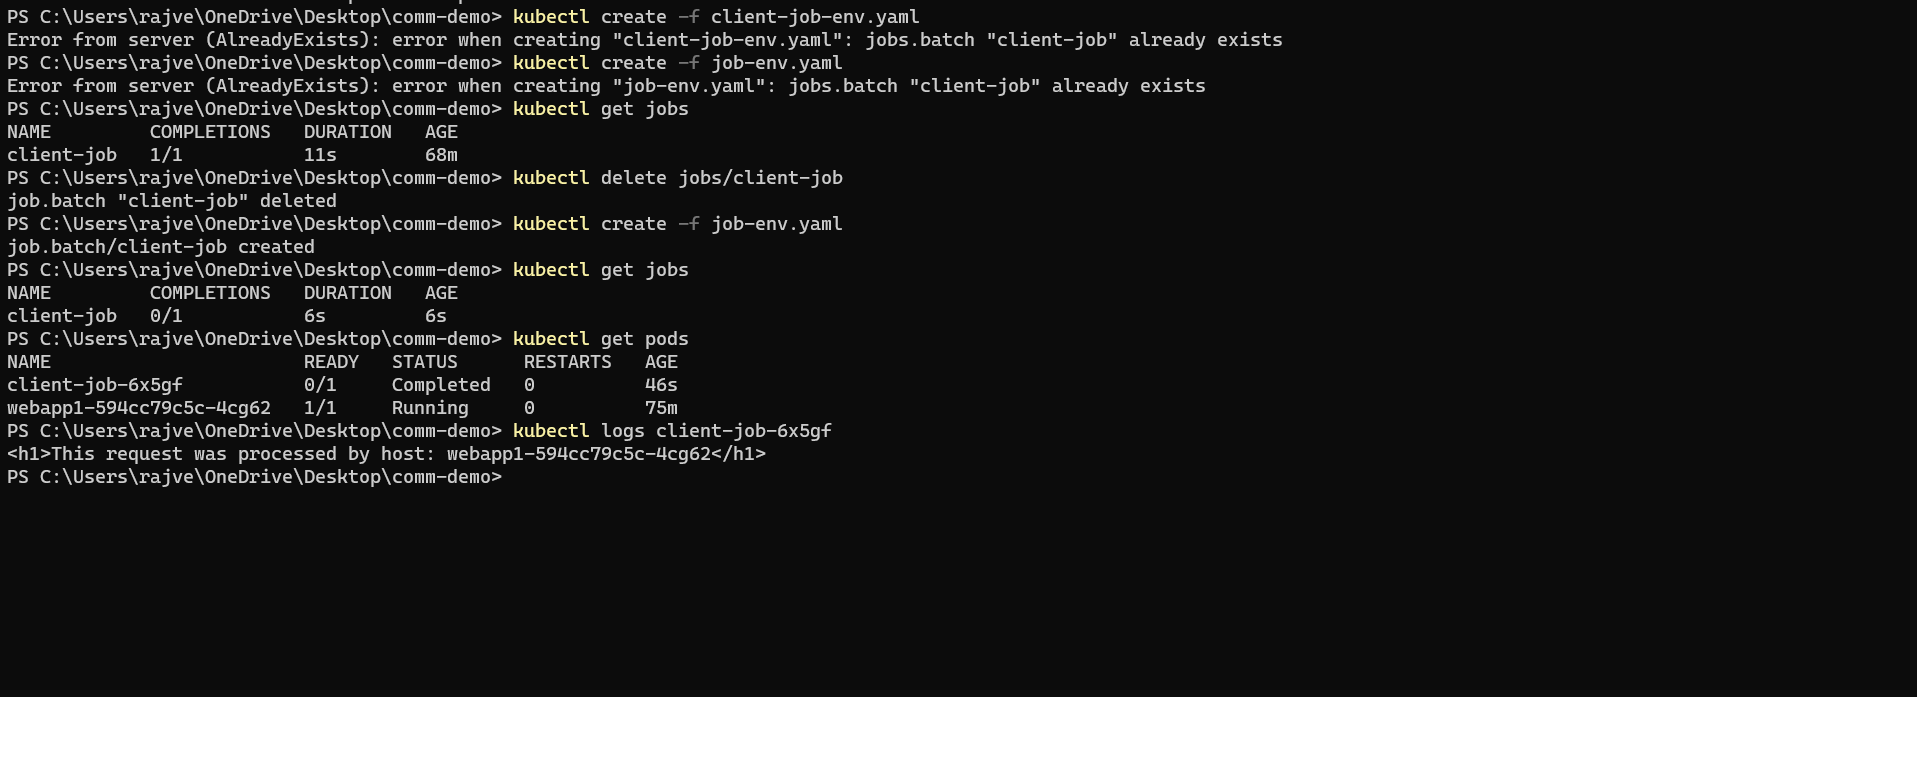 PS C:\Users\rajve\OneDrive\Desktop\comm-demo> kubectl create -f client-job-env.yaml
Error from server (AlreadyExists): error when creating "client-job-env.yaml": jobs.batch "client-job" already exists
PS C:\Users\rajve\OneDrive\Desktop\comm-demo> kubectl create -f job-env.yaml
Error from server (AlreadyExists): error when creating "job-env.yaml": jobs.batch "client-job" already exists
PS C:\Users\rajve\OneDrive\Desktop\comm-demo> kubectl get jobs
NAME         COMPLETIONS   DURATION   AGE
client-job   1/1           11s        68m
PS C:\Users\rajve\OneDrive\Desktop\comm-demo> kubectl delete jobs/client-job
job.batch "client-job" deleted
PS C:\Users\rajve\OneDrive\Desktop\comm-demo> kubectl create -f job-env.yaml
job.batch/client-job created
PS C:\Users\rajve\OneDrive\Desktop\comm-demo> kubectl get jobs
NAME         COMPLETIONS   DURATION   AGE
client-job   0/1           6s         6s
PS C:\Users\rajve\OneDrive\Desktop\comm-demo> kubectl get pods
NAME                       READY   STATUS      RESTARTS   AGE
client-job-6x5gf           0/1     Completed   0          46s
webapp1-594cc79c5c-4cg62   1/1     Running     0          75m
PS C:\Users\rajve\OneDrive\Desktop\comm-demo> kubectl logs client-job-6x5gf
<h1>This request was processed by host: webapp1-594cc79c5c-4cg62</h1>
PS C:\Users\rajve\OneDrive\Desktop\comm-demo>